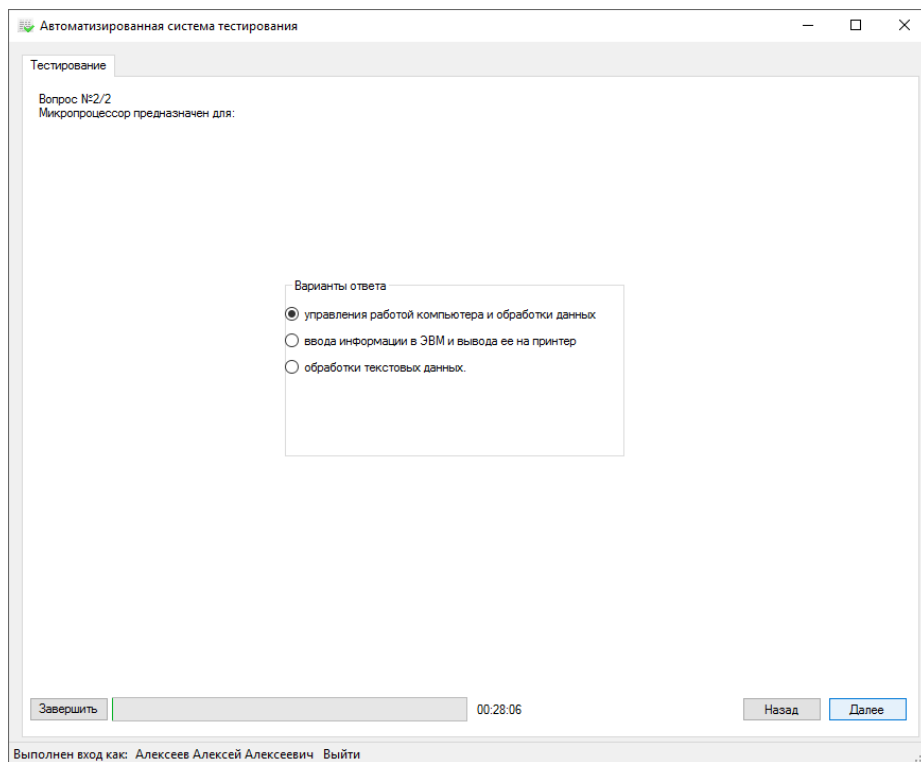 Автоматизированная система тестирования
Тестирование
Вопрос №2/2
Микропроцессор предназначен для:
Варианты ответа
управления работой компьютера и обработки данных
ввода информации в ЭВМ и вывода ее на принтер
обработки текстовых данных.
Завершить 00:28:06 Назад Далее
Выполнен вход как: Алексеев Алексей Алексеевич Выйти